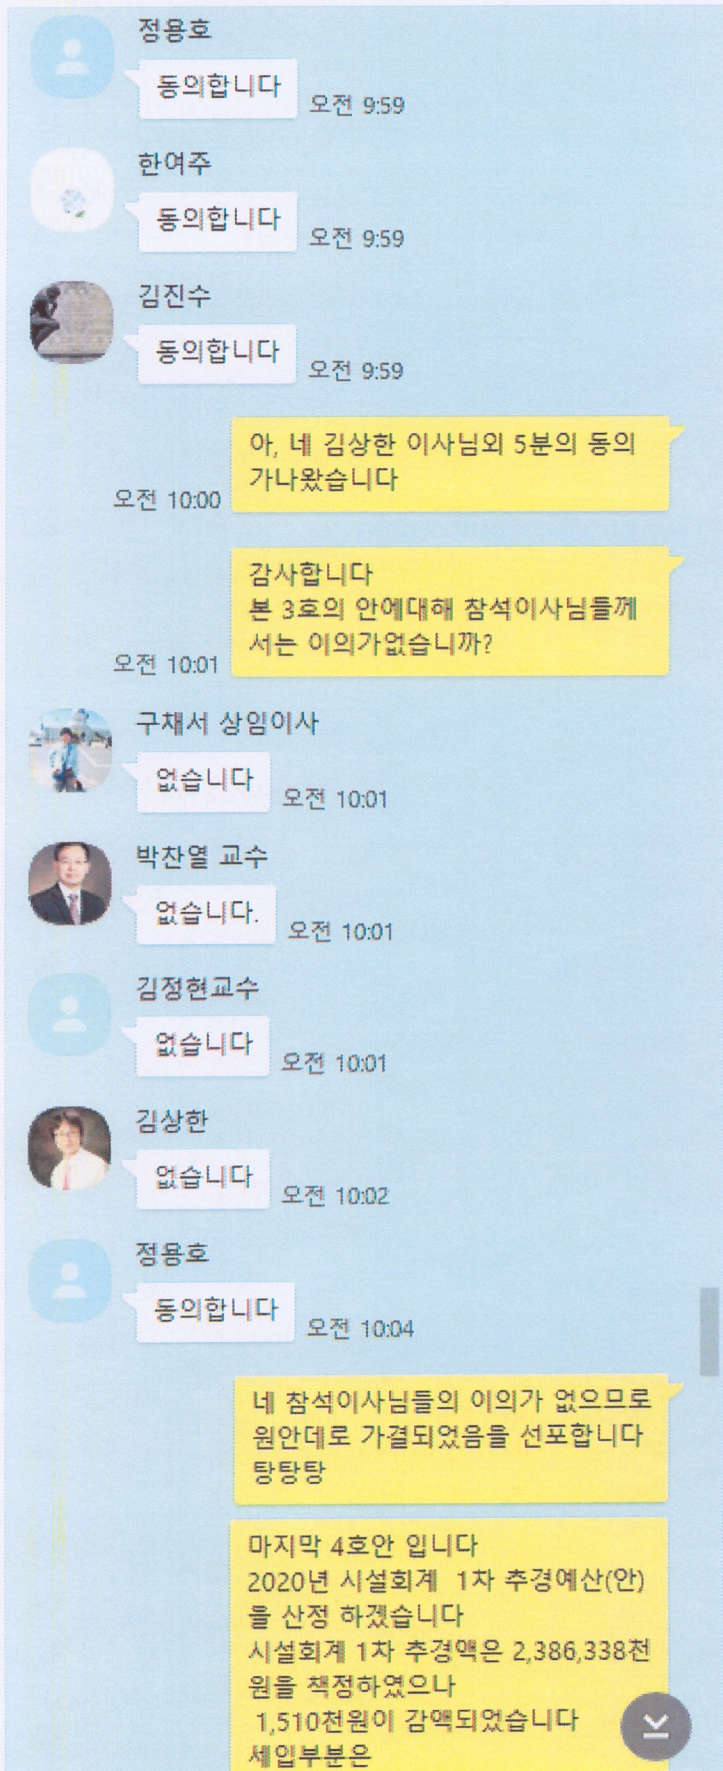 정용호
동의합니다
오전 9:59
한여주
동의합니다
오전 9:59
김진수
동의합니다
오전 9:59
아, 네 김상한 이사님외 5분의 동의
가나왔습니다
오전 10:00
감사합니다
본 3호의 안에대해 참석이사님들께
서는 이의가없습니까?
오전 10:01
구채서 상임이사
없습니다
오전 10:01
박찬열 교수
없습니다.
오전 10:01
김정현교수
없습니다
오전 10:01
김상한
없습니다
오전 10:02
정용호
동의합니다
오전 10:04
네 참석이사님들의 이의가 없으므로
원안데로 가결되었음을 선포합니다
탕탕탕
마지막 4호안 입니다
2020년 시설회계 1차 추경예산(안)
을 산정 하겠습니다
시설회계 1차 추경액은 2,386,338천
원을 책정하였으나
1,510천원이 감액되었습니다
세입부분은